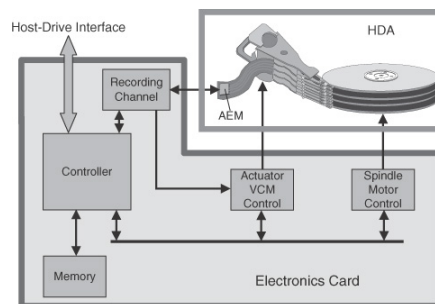 Host-Drive Interface
HDA
Recording
Channel
AEM
Controller
Actuator
VCM
Control
Spindle
Motor
Control
Memory
Electronics Card